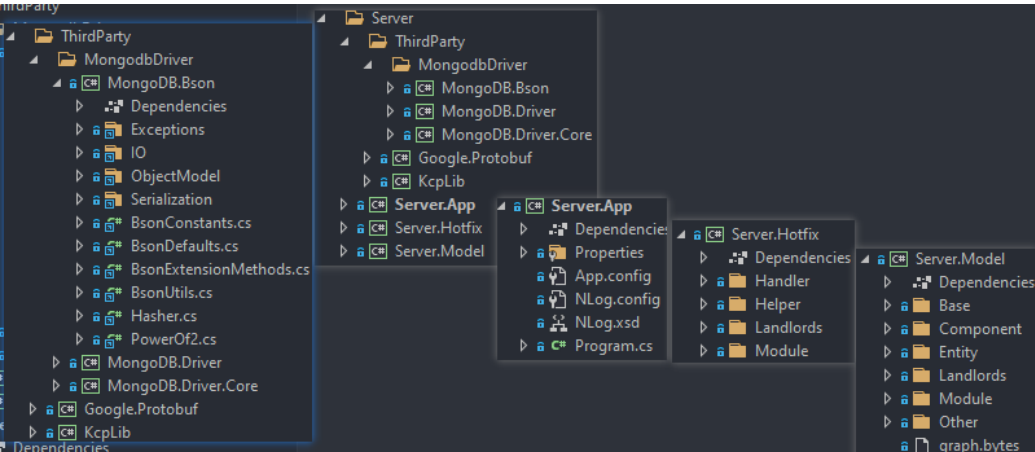 ThirdParty
ThirdParty
MongodbDriver
C# MongoDB.Bson
Dependencies
Exceptions
IO
ObjectModel
Serialization
C# BsonConstants.cs
C# BsonDefaults.cs
C# BsonExtensionMethods.cs
C# BsonUtils.cs
C# Hasher.cs
C# PowerOf2.cs
C# MongoDB.Driver
C# MongoDB.Driver.Core
C# Google.Protobuf
C# KcpLib
Dependencies
Server
ThirdParty
MongodbDriver
C# MongoDB.Bson
C# MongoDB.Driver
C# MongoDB.Driver.Core
C# Google.Protobuf
C# KcpLib
C# Server.App
C# Server.Hotfix
C# Server.Model
C# Server.App
Dependencies
Properties
App.config
NLog.config
NLog.xsd
C# Program.cs
C# Server.Hotfix
Dependencies
Handler
Helper
Landlords
Module
C# Server.Model
Dependencies
Base
Component
Entity
Landlords
Module
Other
graph.bytes